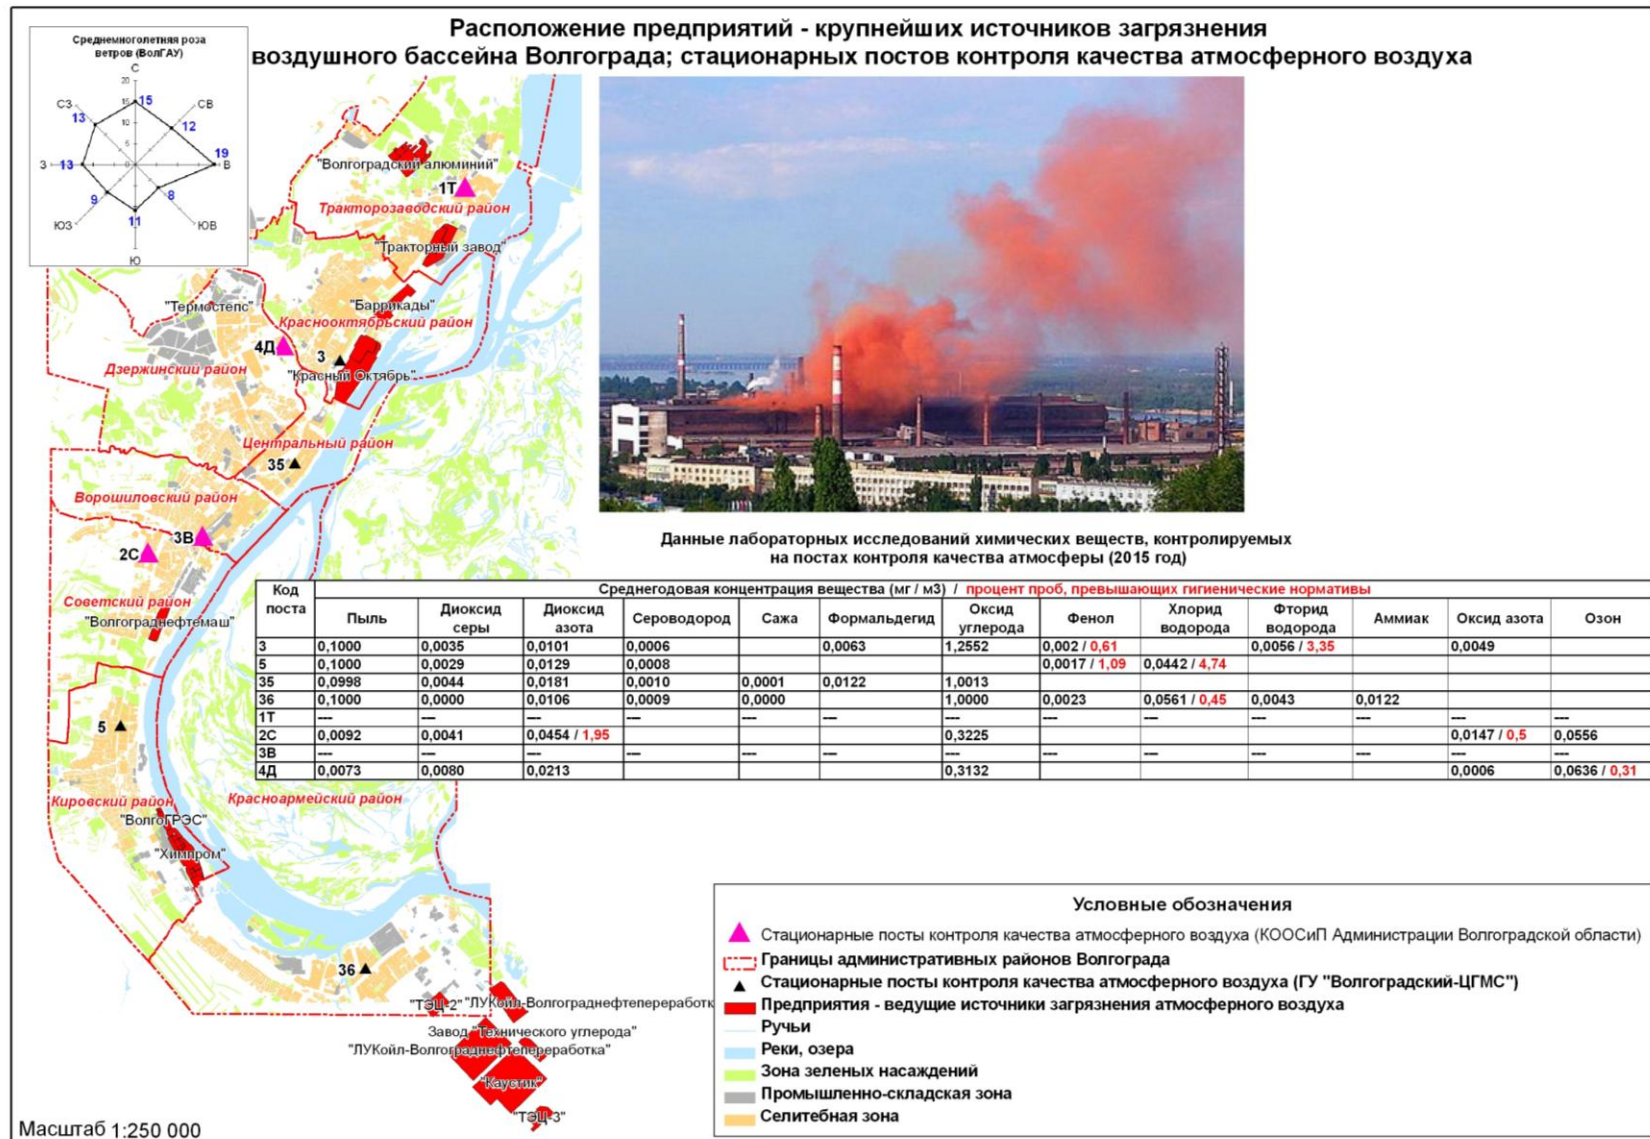 Расположение предприятий - крупнейших источников загрязнения
воздушного бассейна Волгограда; стационарных постов контроля качества атмосферного воздуха
Среднемноголетняя роза
ветров (ВолГАУ)
С
20
15
15
СЗ
СВ
13
12
10
5
19
З
13
0
В
9
8
11
ЮЗ
ЮВ
Ю
"Волгоградский алюминий"
1Т
Тракторозаводский район
"Тракторный завод"
"Термостепс"
"Баррикады"
Краснооктябрьский район
4Д
3
Дзержинский район
"Красный Октябрь"
Центральный район
35
Ворошиловский район
3В
2С
Советский район
"Волгограднефтемаш"
5
Кировский район
Красноармейский район
"ВолгоГРЭС"
"Химпром"
36
"ТЭЦ-2" "ЛУКойл-Волгограднефтепереработк
Завод "Технического углерода"
"ЛУКойл-Волгограднефтепереработка"
"Каустик"
"ТЭЦ-3"
Масштаб 1:250 000
Данные лабораторных исследований химических веществ, контролируемых
на постах контроля качества атмосферы (2015 год)
Код поста Среднегодовая концентрация вещества (мг / м3) / процент проб, превышающих гигиенические нормативы
Пыль Диоксид серы Диоксид азота Сероводород Сажа Формальдегид Оксид углерода Фенол Хлорид водорода Фторид водорода Аммиак Оксид азота Озон
3 0,1000 0,0035 0,0101 0,0006 0,0063 1,2552 0,002 / 0,61 0,0056 / 3,35 0,0049
5 0,1000 0,0029 0,0129 0,0008 0,0017 / 1,09 0,0442 / 4,74
35 0,0998 0,0044 0,0181 0,0010 0,0001 0,0122 1,0013
36 0,1000 0,0000 0,0106 0,0009 0,0000 1,0000 0,0023 0,0561 / 0,45 0,0043 0,0122
1Т --- --- --- --- --- --- --- --- --- --- --- --- ---
2С 0,0092 0,0041 0,0454 / 1,95 0,3225 0,0147 / 0,5 0,0556
3В --- --- --- --- --- --- --- --- --- --- --- --- ---
4Д 0,0073 0,0080 0,0213 0,3132 0,0006 0,0636 / 0,31
Условные обозначения
Стационарные посты контроля качества атмосферного воздуха (КООСиП Администрации Волгоградской области)
Границы административных районов Волгограда
Стационарные посты контроля качества атмосферного воздуха (ГУ "Волгоградский-ЦГМС")
Предприятия - ведущие источники загрязнения атмосферного воздуха
Ручьи
Реки, озера
Зона зеленых насаждений
Промышленно-складская зона
Селитебная зона